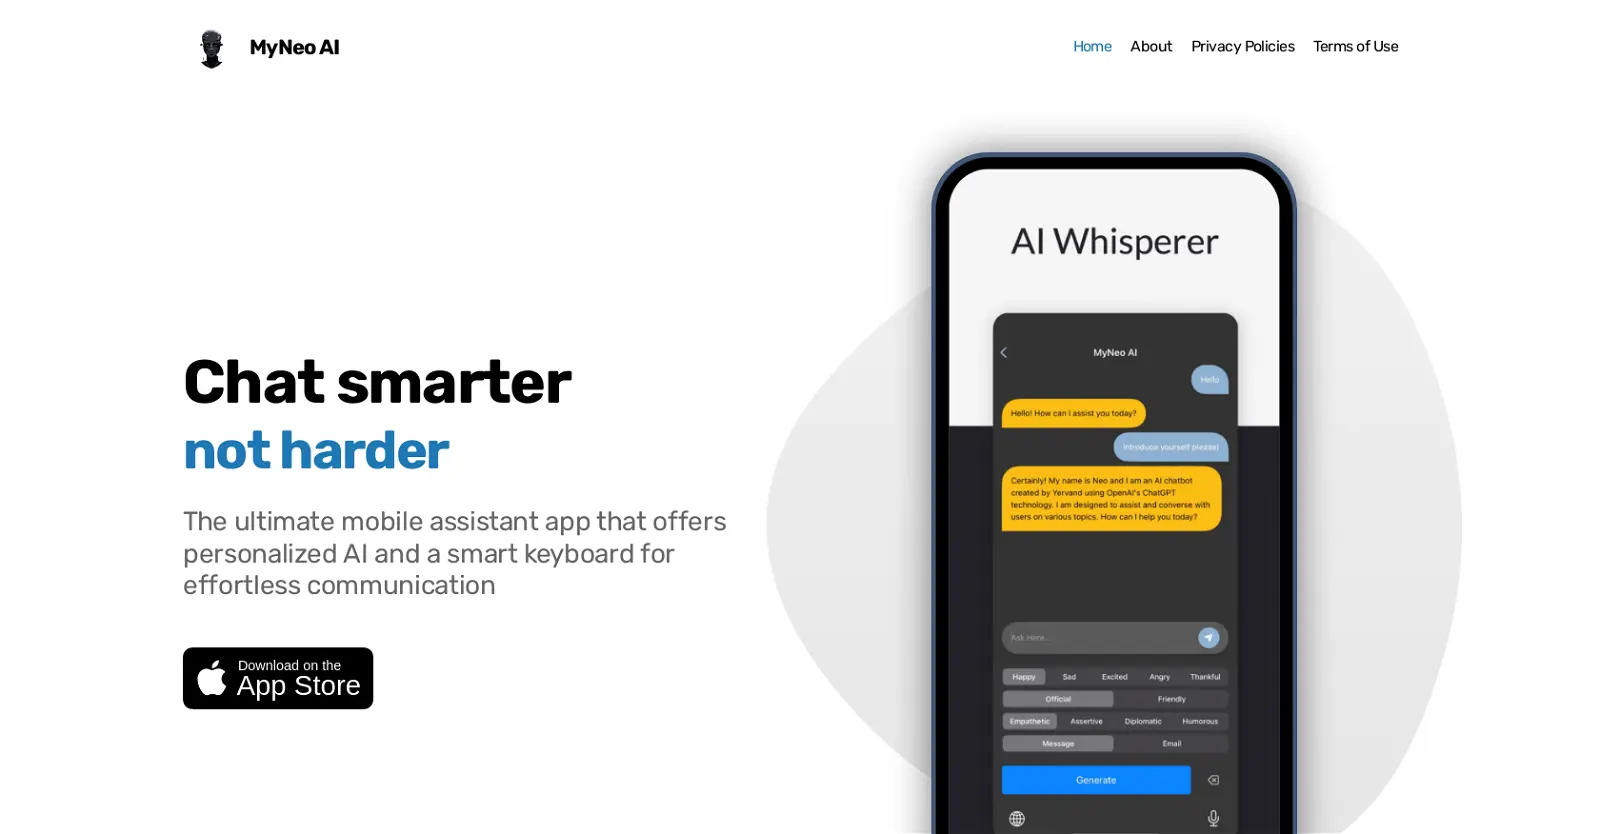 MyNeo AI
Home About Privacy Policies Terms of Use
Chat smarter
not harder
The ultimate mobile assistant app that offers
personalized AI and a smart keyboard for
effortless communication
Download on the
App Store
AI Whisperer
MyNeo AI
Hello
Hello! How can I assist you today?
Introduce yourself please!
Certainly! My name is Neo and I am an AI chatbot
created by Yervand using OpenAI's ChatGPT
technology. I am designed to assist and converse with
users on various topics. How can I help you today?
Ask Here...
Happy Sad Excited Angry Thankful
Official Friendly
Empathetic Assertive Diplomatic Humorous
Message Email
Generate